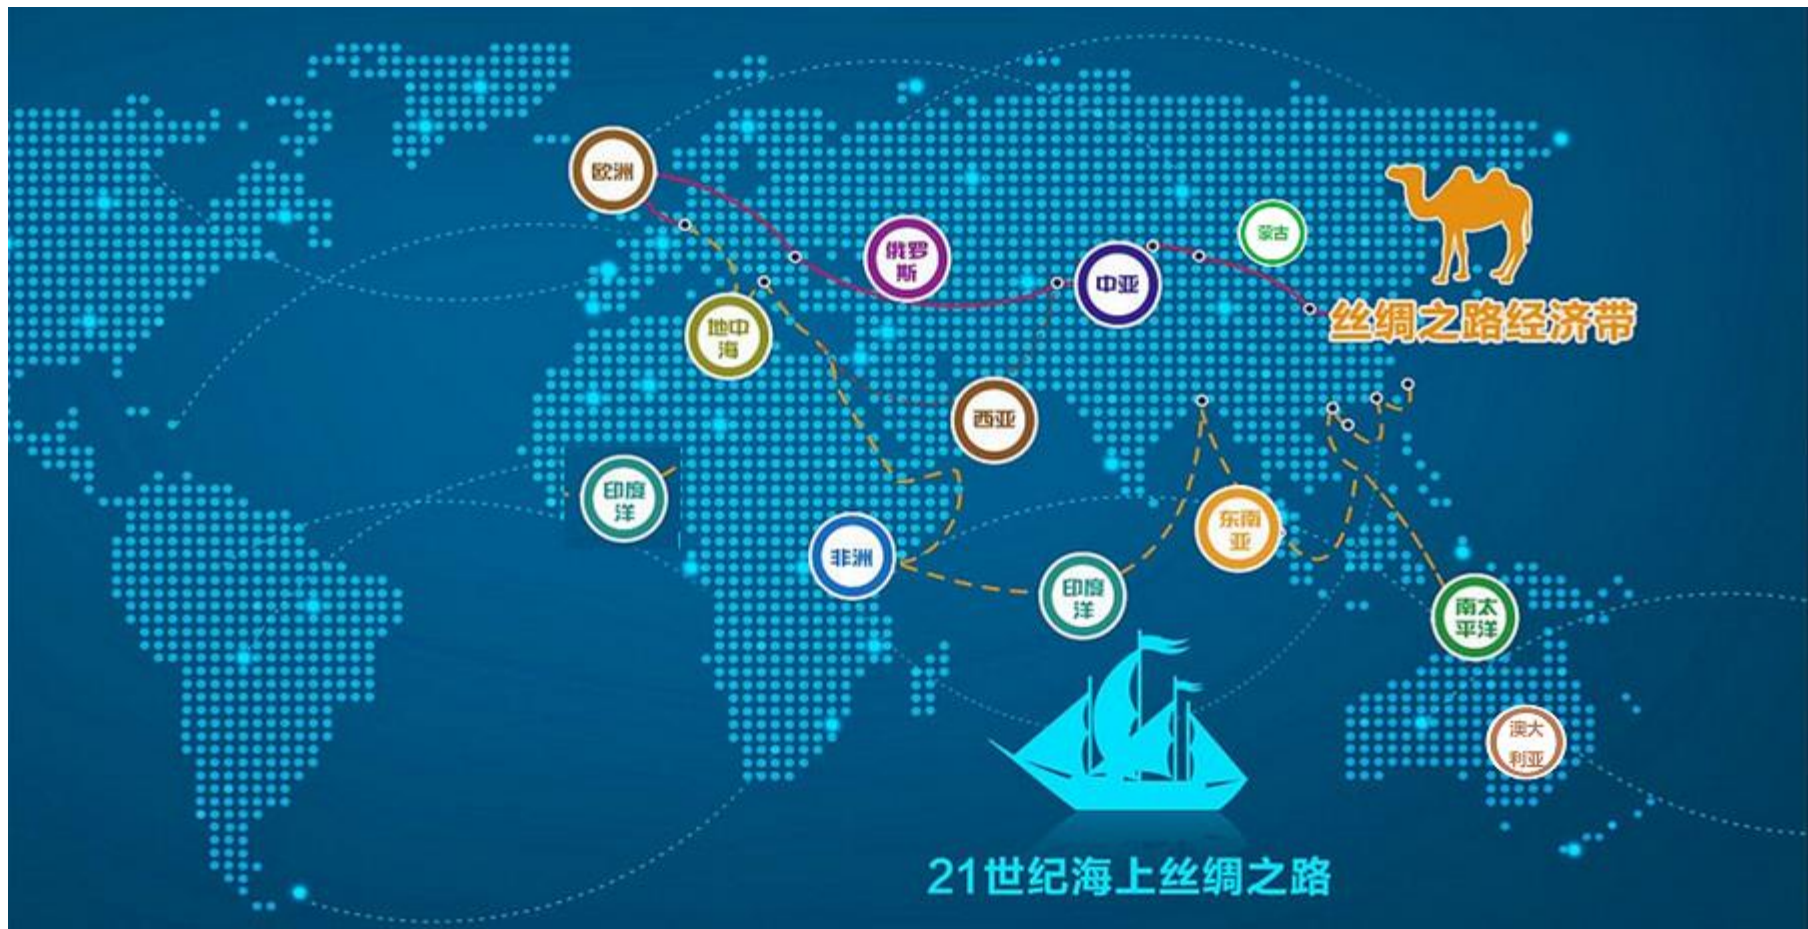 欧洲
蒙古
俄罗
斯
中亚
丝绸之路经济带
地中
海
西亚
印度
洋
东南
亚
非洲
印度
洋
南太
平洋
澳大
利亚
21世纪海上丝绸之路